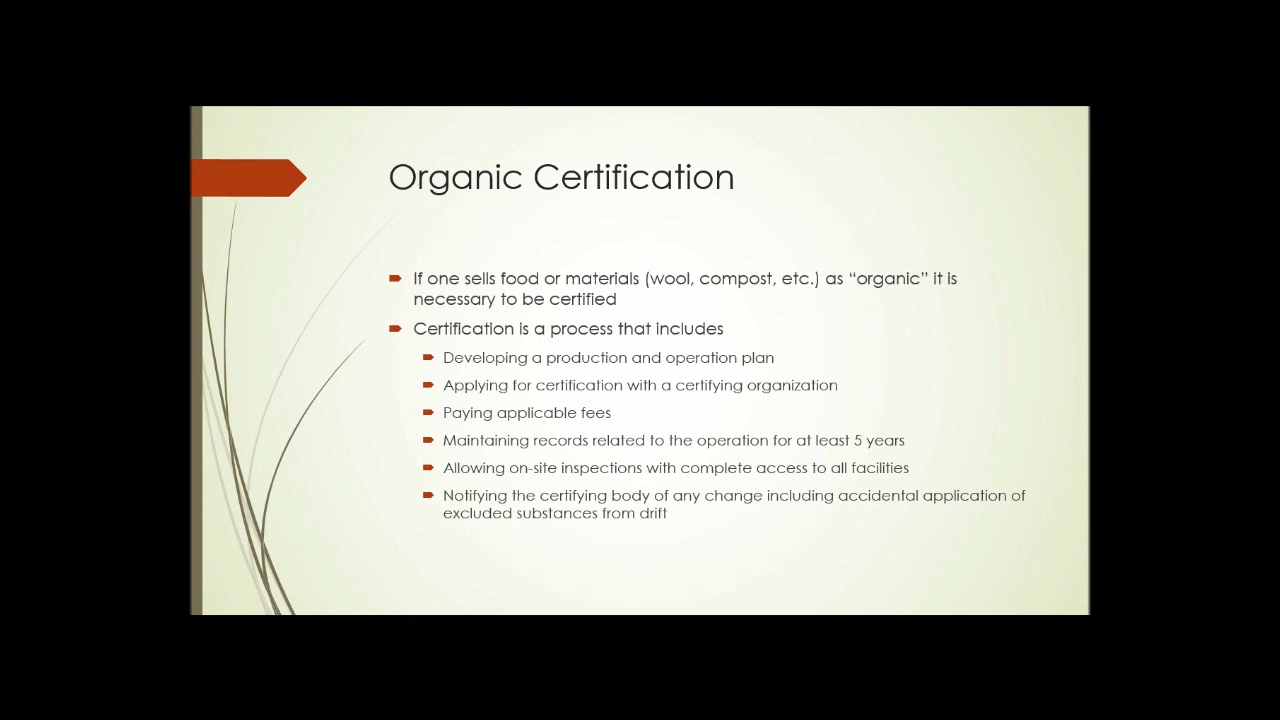 Organic Certification
If one sells food or materials (wool, compost, etc.) as “organic” it is
necessary to be certified
Certification is a process that includes
Developing a production and operation plan
Applying for certification with a certifying organization
Paying applicable fees
Maintaining records related to the operation for at least 5 years
Allowing on-site inspections with complete access to all facilities
Notifying the certifying body of any change including accidental application of
excluded substances from drift